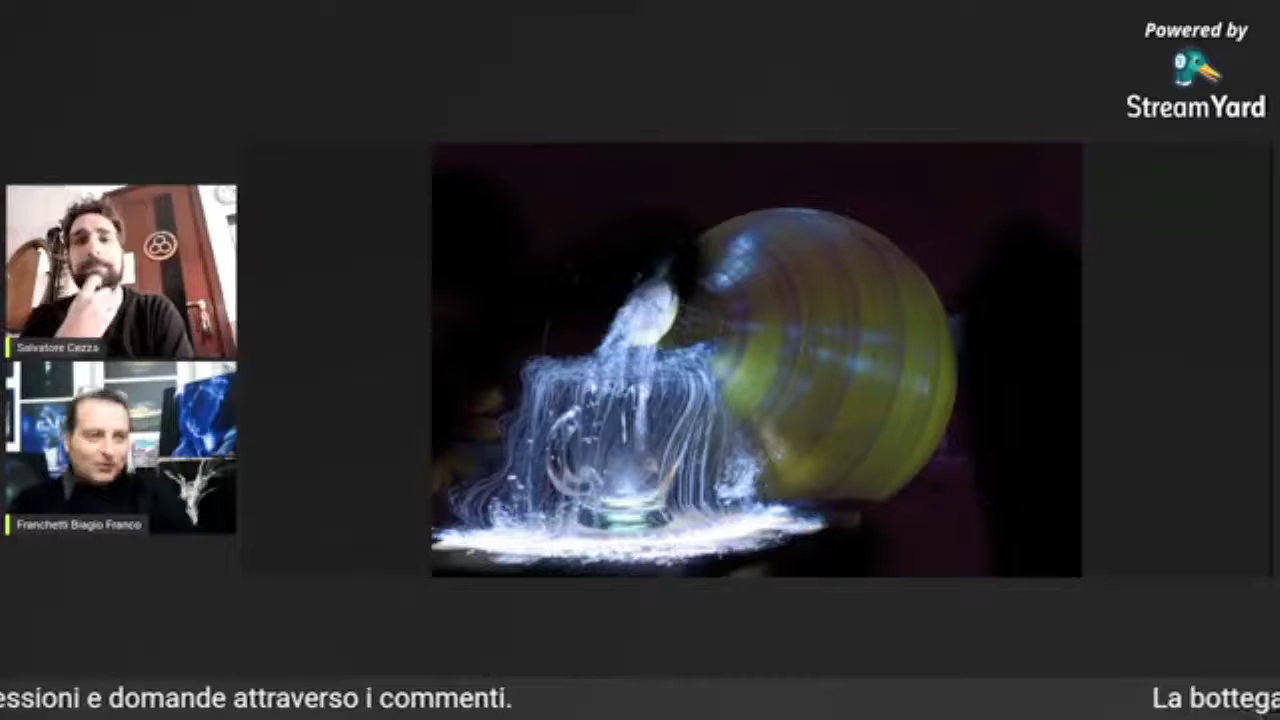 Powered by
StreamYard
Salvatore Cezza
Franchetti Biagio Franco
essioni e domande attraverso i commenti.
La bottega